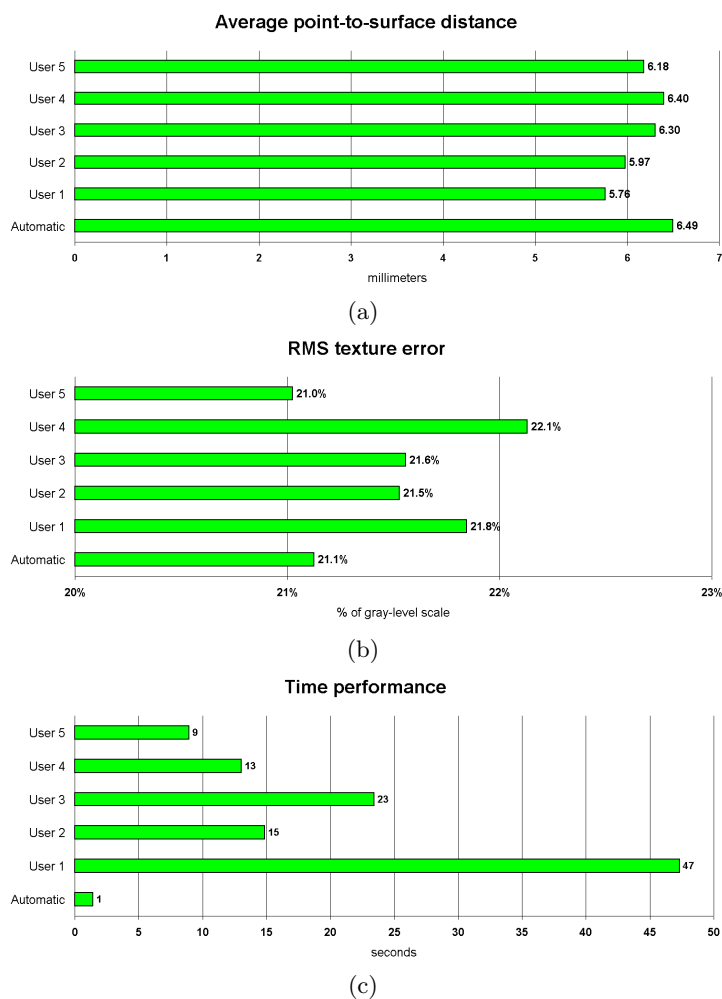 Average point-to-surface distance
User 5 6.18
User 4 6.40
User 3 6.30
User 2 5.97
User 1 5.76
Automatic 6.49
0 1 2 3 4 5 6 7
millimeters
(a)
RMS texture error
User 5 21.0%
User 4 22.1%
User 3 21.6%
User 2 21.5%
User 1 21.8%
Automatic 21.1%
20% 21% 22% 23%
% of gray-level scale
(b)
Time performance
User 5 9
User 4 13
User 3 23
User 2 15
User 1 47
Automatic 1
0 5 10 15 20 25 30 35 40 45 50
seconds
(c)